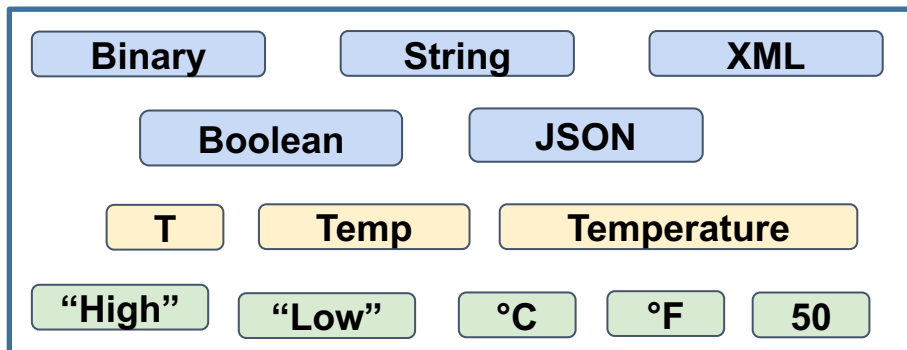 Binary String XML
Boolean JSON
T Temp Temperature
“High” “Low” °C °F 50